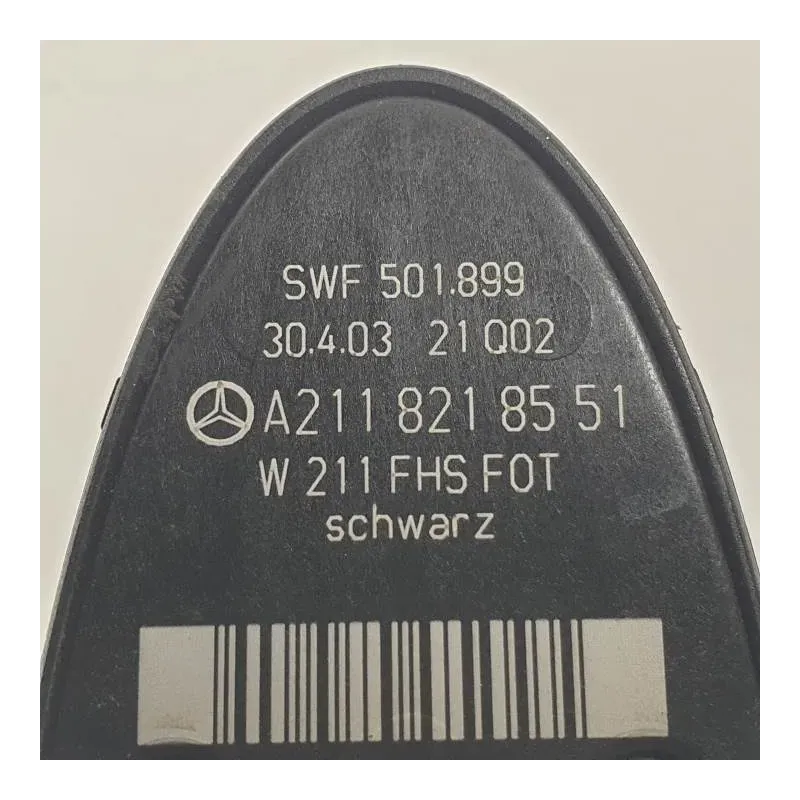 SWF 501.899
30.4.03 21 Q02
A211 821 85 51
W 211 FHS FOT
schwarz